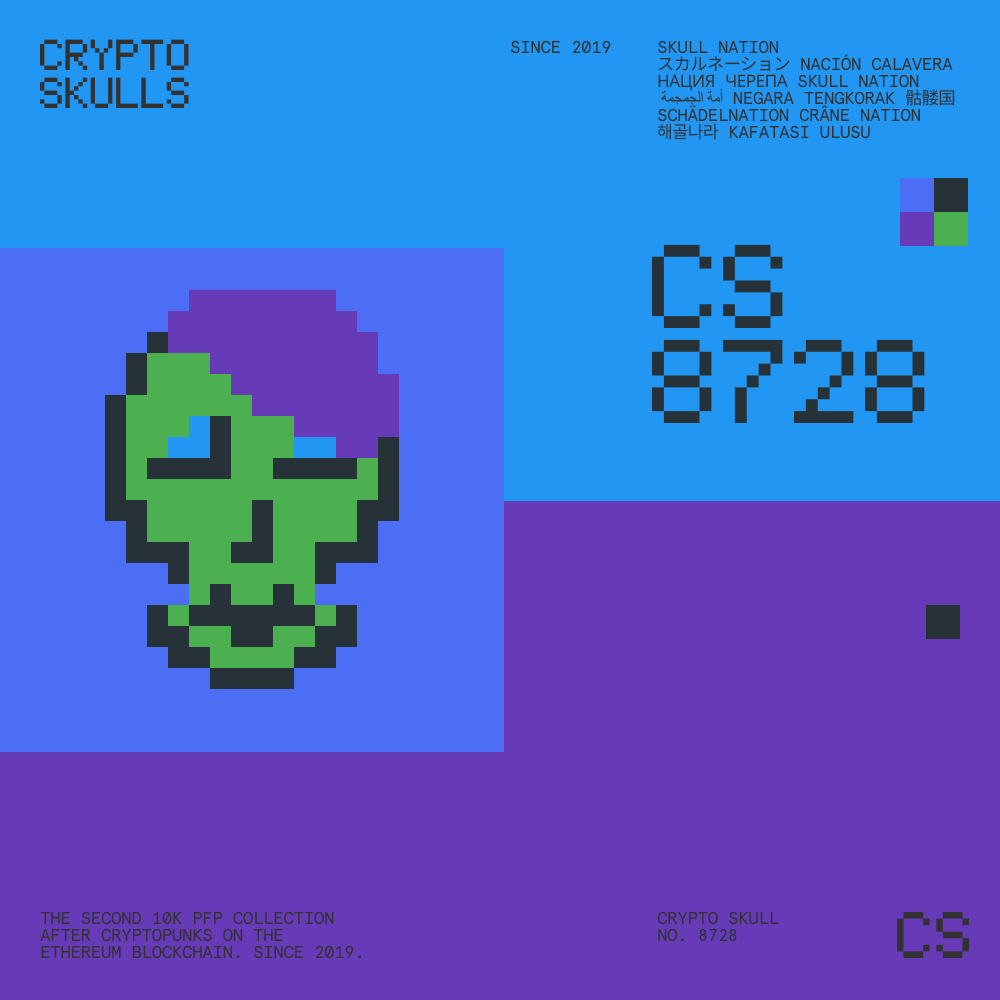 CRYPTO
SKULLS
SINCE 2019
SKULL NATION
スカルネーション NACIÓN CALAVERA
НАЦИЯ ЧЕРЕПА SKULL NATION
أمة الجمجمة NEGARA TENGKORAK 骷髅国
SCHÄDELNATION CRÂNE NATION
해골나라 KAFATASI ULUSU
CS
8728
THE SECOND 10K PFP COLLECTION
AFTER CRYPTOPUNKS ON THE
ETHEREUM BLOCKCHAIN. SINCE 2019.
CRYPTO SKULL
NO. 8728
CS